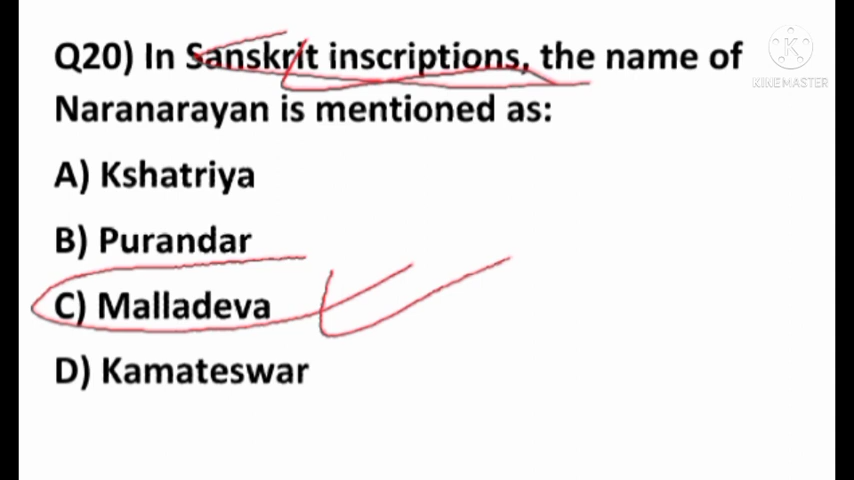 Q20) In Sanskrit inscriptions, the name of
Naranarayan is mentioned as:
A) Kshatriya
B) Purandar
C) Malladeva
D) Kamateswar
K
KINEMASTER